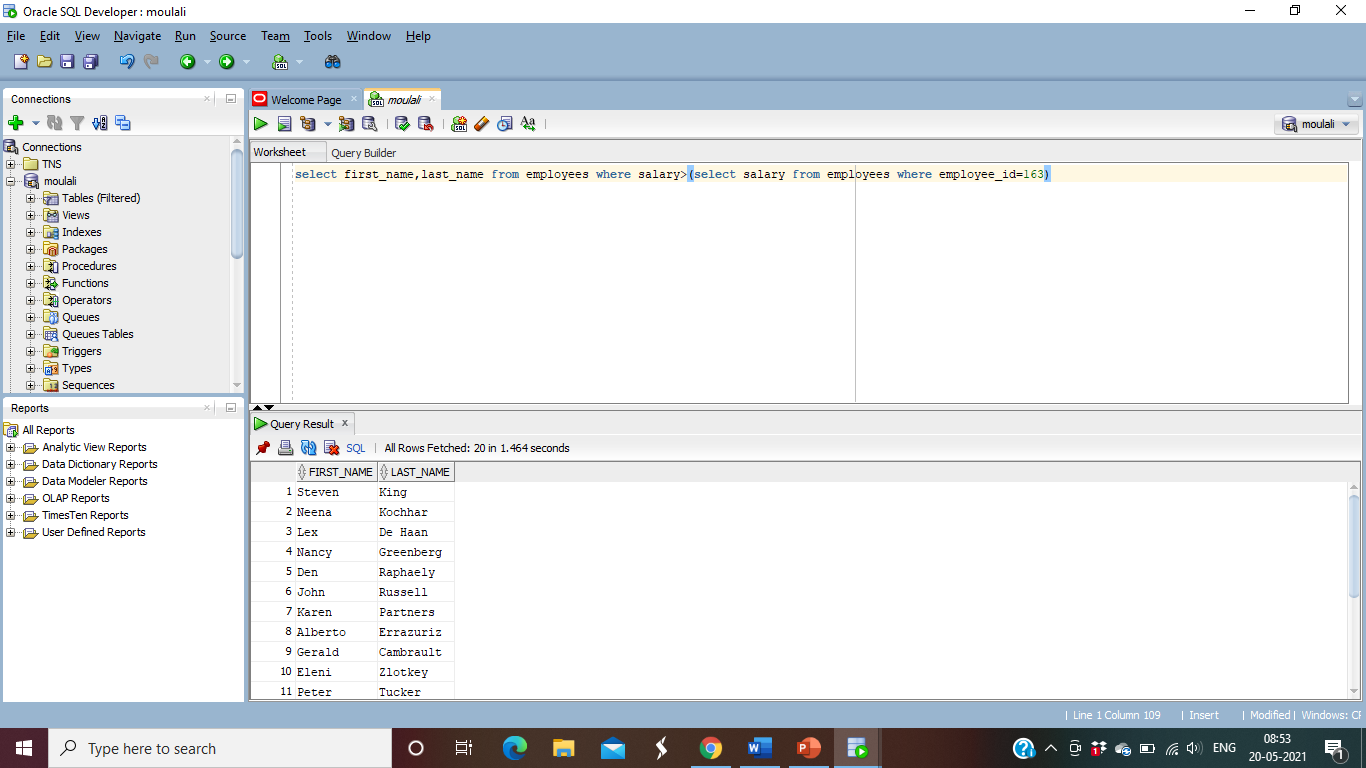 Oracle SQL Developer : moulali
File Edit View Navigate Run Source Team Tools Window Help
Connections
Connections
TNS
moulali
Tables (Filtered)
Views
Indexes
Packages
Procedures
Functions
Operators
Queues
Queues Tables
Triggers
Types
Sequences
Reports
All Reports
Analytic View Reports
Data Dictionary Reports
Data Modeler Reports
OLAP Reports
TimesTen Reports
User Defined Reports
Welcome Page moulali
moulali
Worksheet Query Builder
select first_name,last_name from employees where salary>(select salary from employees where employee_id=163)
Query Result x
SQL | All Rows Fetched: 20 in 1.464 seconds
FIRST_NAME LAST_NAME
1 Steven King
2 Neena Kochhar
3 Lex De Haan
4 Nancy Greenberg
5 Den Raphaely
6 John Russell
7 Karen Partners
8 Alberto Errazuriz
9 Gerald Cambrault
10 Eleni Zlotkey
11 Peter Tucker
| Line 1 Column 109 | Insert | Modified | Windows: CF
Type here to search
ENG
08:53
20-05-2021
1